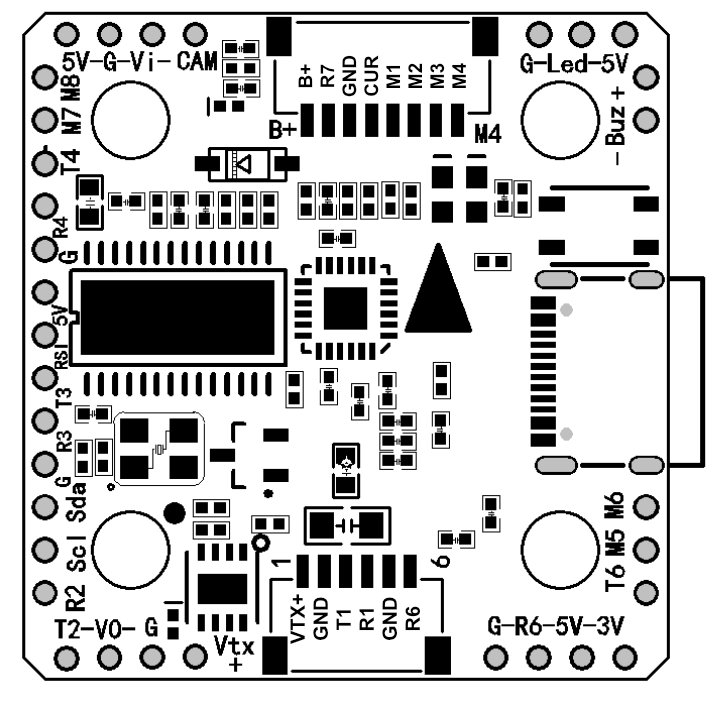 5V-G-Vi- CAM
G-Led-5V
B+
R7
GND
CUR
M1
M2
M3
M4
B+
M4
M8
M7
T4
R4
G
5V
RSI
T3
R3
G
Sda
Scl
R2
- Buz +
M6
M5
T6
1
6
VTX+
GND
T1
R1
GND
R6
T2-VO- G
Vtx
+
G-R6-5V-3V